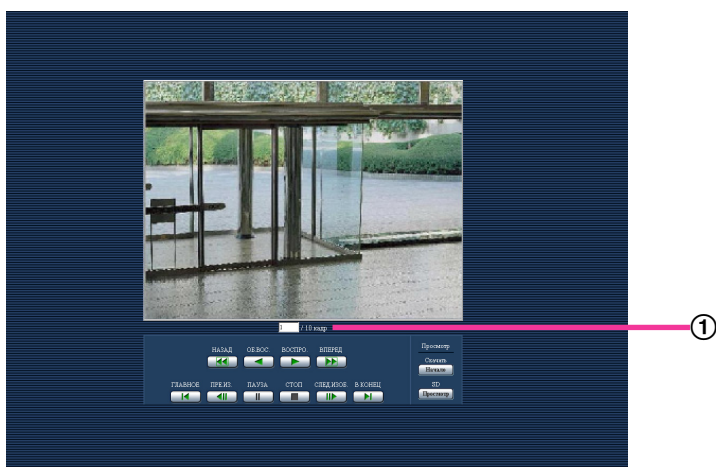 1 / 10 кадр
①
НАЗАД ОБ.ВОС. ВОСПРО ВПЕРЕД
ГЛАВНОЕ ПРЕ.ИЗ. ПАУЗА СТОП СЛЕД.ИЗОБ. В КОНЕЦ
Просмотр
Скачать
Начало
SD
Просмотр